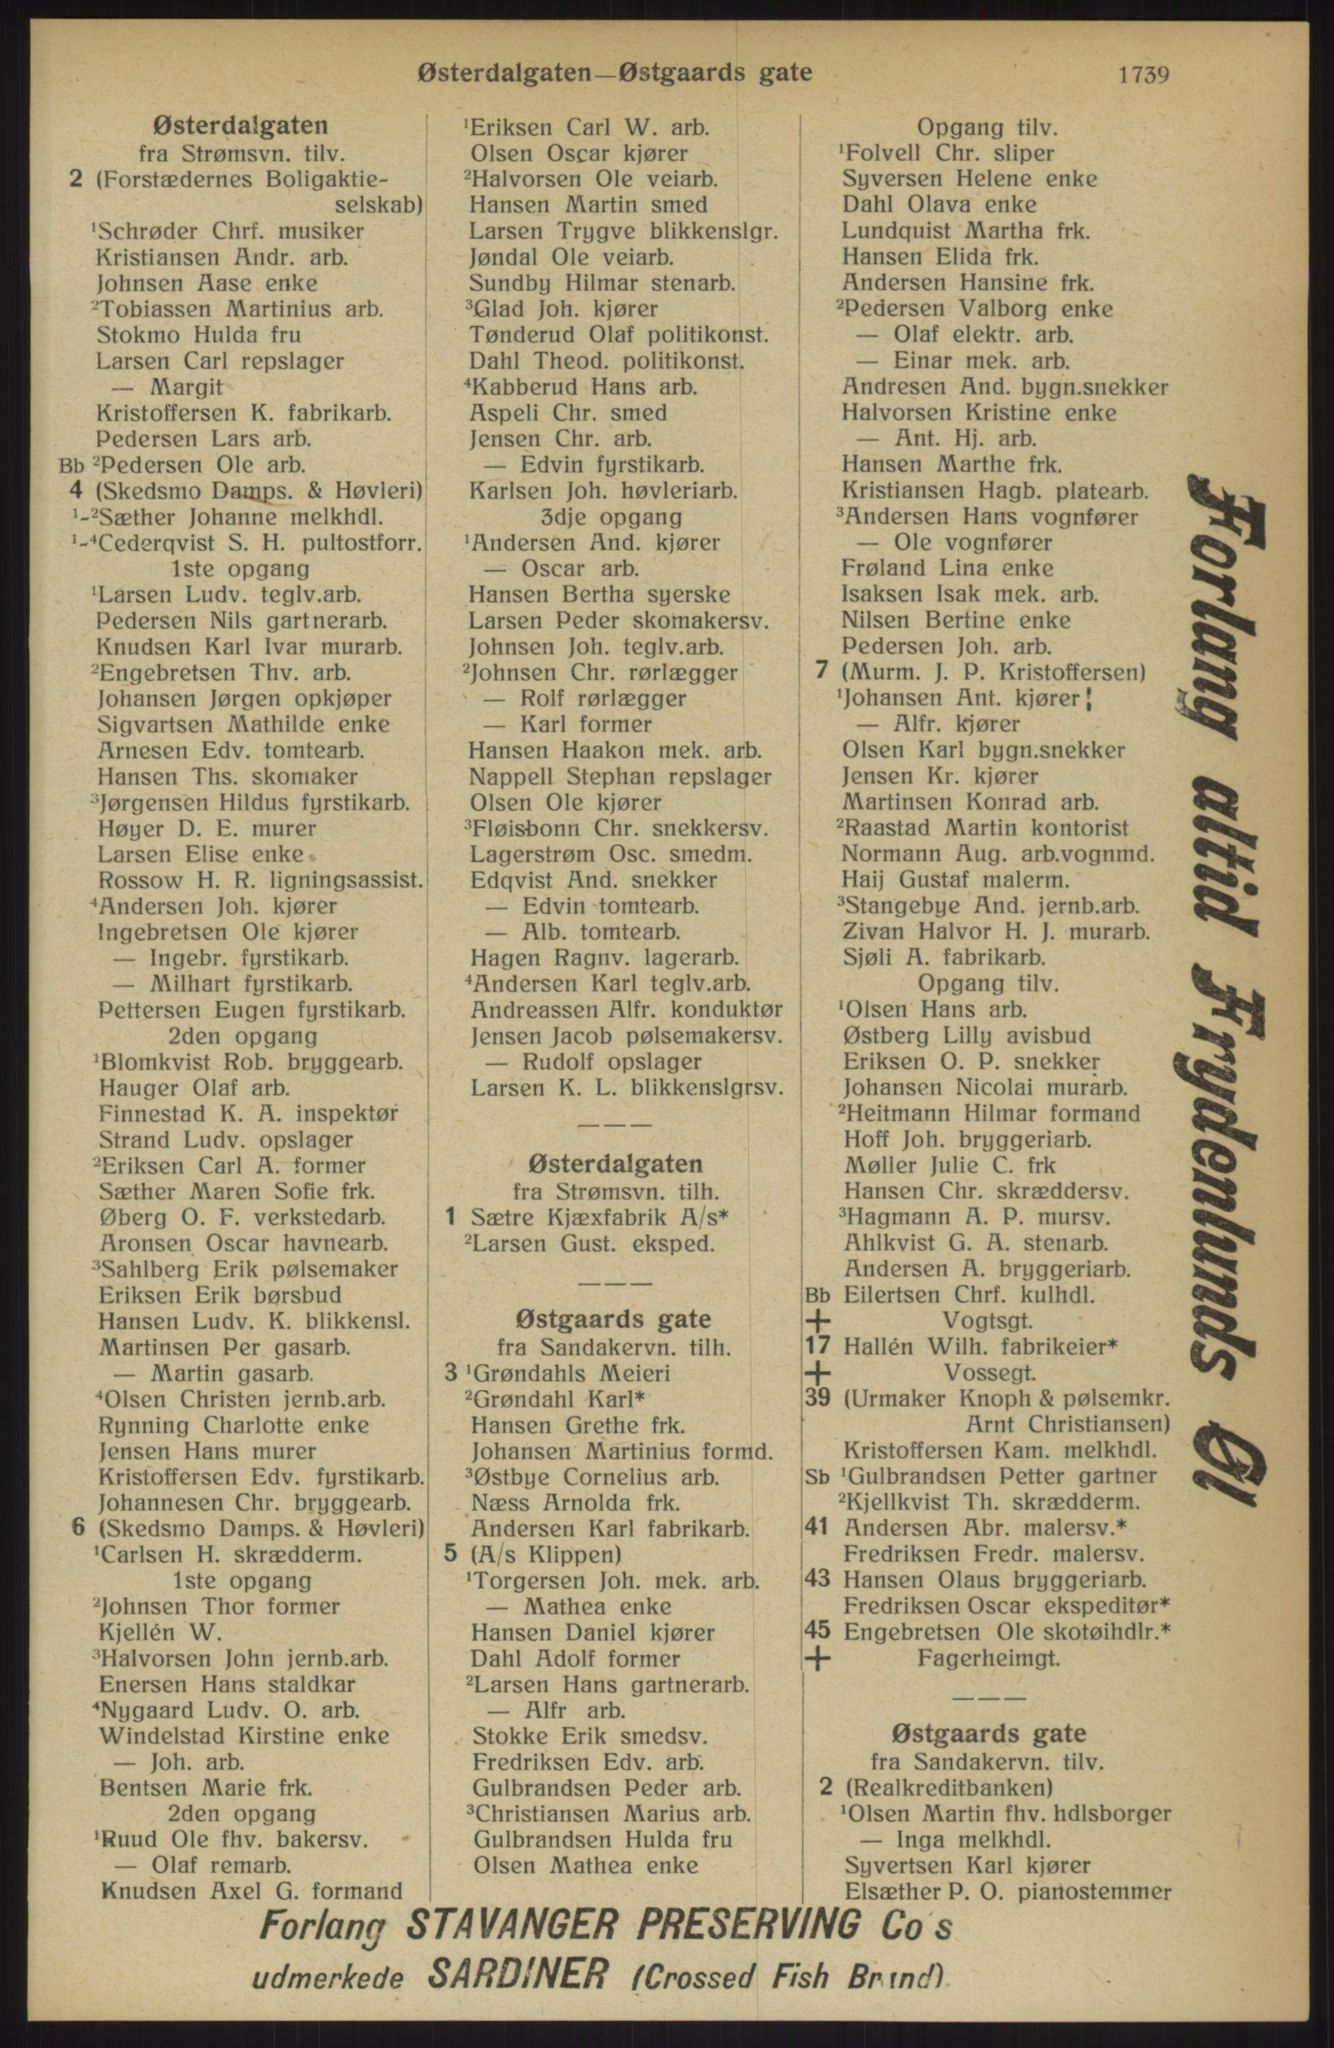 Østerdalgaten—Østgaards gate 1739
Østerdalgaten
fra Strømsvn. tilv.
2 (Forstædernes Boligaktie-
selskab)
¹Schrøder Chrf. musiker
Kristiansen Andr. arb.
Johnsen Aase enke
²Tobiassen Martinius arb.
Stokmo Hulda fru
Larsen Carl repslager
— Margit
Kristoffersen K. fabrikarb.
Pedersen Lars arb.
Bb ²Pedersen Ole arb.
4 (Skedsmo Damps. & Høvleri)
¹-²Sæther Johanne melkhdl.
¹-⁴Cederqvist S. H. pultostforr.
1ste opgang
¹Larsen Ludv. teglv.arb.
Pedersen Nils gartnerarb.
Knudsen Karl Ivar murarb.
²Engebretsen Thv. arb.
Johansen Jørgen opkjøper
Sigvartsen Mathilde enke
Arnesen Edv. tomtearb.
Hansen Ths. skomaker
³Jørgensen Hildus fyrstikarb.
Høyer D. E. murer
Larsen Elise enke
Rossow H. R. ligningsassist.
⁴Andersen Joh. kjører
Ingebretsen Ole kjører
— Ingebr. fyrstikarb.
— Milhart fyrstikarb.
Pettersen Eugen fyrstikarb.
2den opgang
¹Blomkvist Rob. bryggearb.
Hauger Olaf arb.
Finnestad K. A. inspektør
Strand Ludv. opslager
²Eriksen Carl A. former
Sæther Maren Sofie frk.
Øberg O. F. verkstedarb.
Aronsen Oscar havnearb.
³Sahlberg Erik pølsemaker
Eriksen Erik børsbud
Hansen Ludv. K. blikkensl.
Martinsen Per gasarb.
— Martin gasarb.
⁴Olsen Christen jernb.arb.
Rynning Charlotte enke
Jensen Hans murer
Kristoffersen Edv. fyrstikarb.
Johannesen Chr. bryggearb.
6 (Skedsmo Damps. & Høvleri)
¹Carlsen H. skrædderm.
1ste opgang
²Johnsen Thor former
Kjellén W.
³Halvorsen John jernb.arb.
Enersen Hans staldkar
⁴Nygaard Ludv. O. arb.
Windelstad Kirstine enke
— Joh. arb.
Bentsen Marie frk.
2den opgang
¹Ruud Ole fhv. bakersv.
— Olaf remarb.
Knudsen Axel G. formand
¹Eriksen Carl W. arb.
Olsen Oscar kjører
²Halvorsen Ole veiarb.
Hansen Martin smed
Larsen Trygve blikkenslgr.
Jøndal Ole veiarb.
Sundby Hilmar stenarb.
³Glad Joh. kjører
Tønderud Olaf politikonst.
Dahl Theod. politikonst.
⁴Kabberud Hans arb.
Aspeli Chr. smed
Jensen Chr. arb.
— Edvin fyrstikarb.
Karlsen Joh. høvleriarb.
3dje opgang
¹Andersen And. kjører
— Oscar arb.
Hansen Bertha syerske
Larsen Peder skomakersv.
Johnsen Joh. teglv.arb.
²Johnsen Chr. rørlægger
— Rolf rørlægger
— Karl former
Hansen Haakon mek. arb.
Nappell Stephan repslager
Olsen Ole kjører
³Fløisbonn Chr. snekkersv.
Lagerstrøm Osc. smedm.
Edqvist And. snekker
— Edvin tomtearb.
— Alb. tomtearb.
Hagen Ragnv. lagerarb.
⁴Andersen Karl teglv.arb.
Andreassen Alfr. konduktør
Jensen Jacob pølsemakersv.
— Rudolf opslager
Larsen K. L. blikkenslgrsv.
———
Østerdalgaten
fra Strømsvn. tilh.
1 Sætre Kjæxfabrik A/s*
²Larsen Gust. eksped.
———
Østgaards gate
fra Sandakervn. tilh.
3 ¹Grøndahls Meieri
²Grøndahl Karl*
Hansen Grethe frk.
Johansen Martinius formd.
³Østbye Cornelius arb.
Næss Arnolda frk.
Andersen Karl fabrikarb.
5 (A/s Klippen)
¹Torgersen Joh. mek. arb.
— Mathea enke
Hansen Daniel kjører
Dahl Adolf former
²Larsen Hans gartnerarb.
— Alfr arb.
Stokke Erik smedsv.
Fredriksen Edv. arb.
Gulbrandsen Peder arb.
³Christiansen Marius arb.
Gulbrandsen Hulda fru
Olsen Mathea enke
Opgang tilv.
¹Folvell Chr. sliper
Syversen Helene enke
Dahl Olava enke
Lundquist Martha frk.
Hansen Elida frk.
Andersen Hansine frk.
²Pedersen Valborg enke
— Olaf elektr. arb.
— Einar mek. arb.
Andresen And. bygn.snekker
Halvorsen Kristine enke
— Ant. Hj. arb.
Hansen Marthe frk.
Kristiansen Hagb. platearb.
³Andersen Hans vognfører
— Ole vognfører
Frøland Lina enke
Isaksen Isak mek. arb.
Nilsen Bertine enke
Pedersen Joh. arb.
7 (Murm. J. P. Kristoffersen)
¹Johansen Ant. kjører
— Alfr. kjører
Olsen Karl bygn.snekker
Jensen Kr. kjører
Martinsen Konrad arb.
²Raastad Martin kontorist
Normann Aug. arb.vognmd.
Haij Gustaf malerm.
³Stangebye And. jernb.arb.
Zivan Halvor H. J. murarb.
Sjøli A. fabrikarb.
Opgang tilv.
¹Olsen Hans arb.
Østberg Lilly avisbud
Eriksen O. P. snekker
Johansen Nicolai murarb.
²Heitmann Hilmar formand
Hoff Joh. bryggeriarb.
Møller Julie C. frk
Hansen Chr. skræddersv.
³Hagmann A. P. mursv.
Ahlkvist G. A. stenarb.
Andersen A. bryggeriarb.
Bb Eilertsen Chrf. kulhdl.
+ Vogtsgt.
17 Hallén Wilh. fabrikeier*
+ Vossegt.
39 (Urmaker Knoph & pølsemkr.
Arnt Christiansen)
Kristoffersen Kam. melkhdl.
Sb ¹Gulbrandsen Petter gartner
²Kjellkvist Th. skrædderm.
41 Andersen Abr. malersv.*
Fredriksen Fredr. malersv.
43 Hansen Olaus bryggeriarb.
Fredriksen Oscar ekspeditør*
45 Engebretsen Ole skotøihdlr.*
+ Fagerheimgt.
———
Østgaards gate
fra Sandakervn. tilv.
2 (Realkreditbanken)
¹Olsen Martin fhv. hdlsborger
— Inga melkhdl.
Syvertsen Karl kjører
Elsæther P. O. pianostemmer
Forlang altid Frydenlunds Øl
Forlang STAVANGER PRESERVING Co s
udmerkede SARDINER (Crossed Fish Brand).